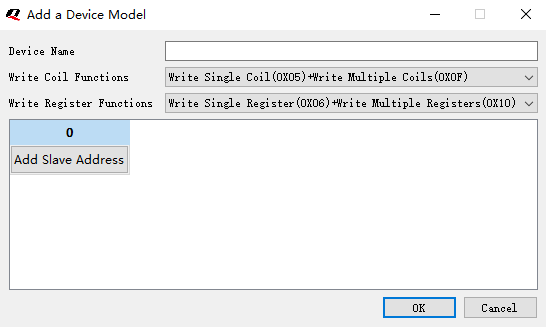 Add a Device Model
Device Name
Write Coil Functions
Write Single Coil(0X05)+Write Multiple Coils(0X0F)
Write Register Functions
Write Single Register(0X06)+Write Multiple Registers(0X10)
0
Add Slave Address
OK
Cancel